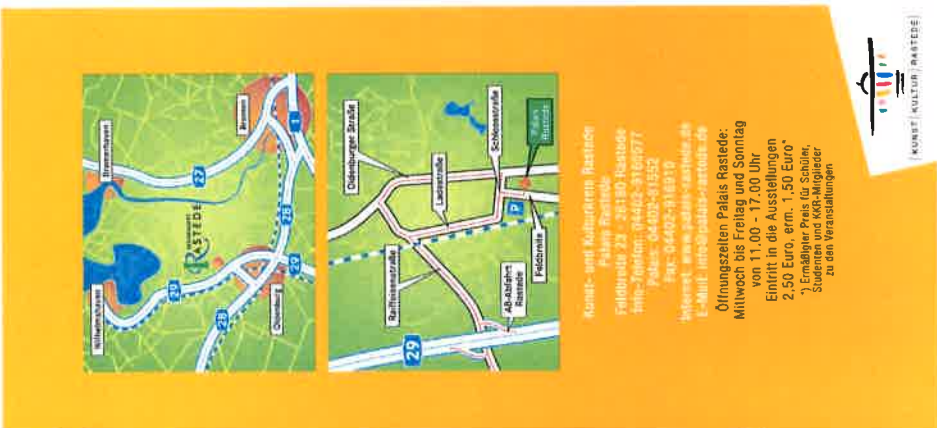 Wilhelmshaven
Bremerhaven
29
27
RASTEDE
Bremen
28
28
1
Oldenburg
29
Oldenburger Straße
Raiffeisenstraße
Ladestraße
Schlossstraße
29
AB-Abfahrt
Rastede
P
Feldbreite
Palais
Rastede
Kunst- und Kulturkreis Rastede
Palais Rastede
Feldbreite 23 · 26180 Rastede
Info-Telefon: 04402-3160577
Palais: 04402-81552
Fax: 04402-916910
Internet: www.palais-rastede.de
E-Mail: info@palais-rastede.de
Öffnungszeiten Palais Rastede:
Mittwoch bis Freitag und Sonntag
von 11.00 - 17.00 Uhr
Eintritt in die Ausstellungen
2,50 Euro, erm. 1,50 Euro*
*) Ermäßigter Preis für Schüler,
Studenten und KKR-Mitglieder
zu den Veranstaltungen
[KUNST|KULTUR|RASTEDE]